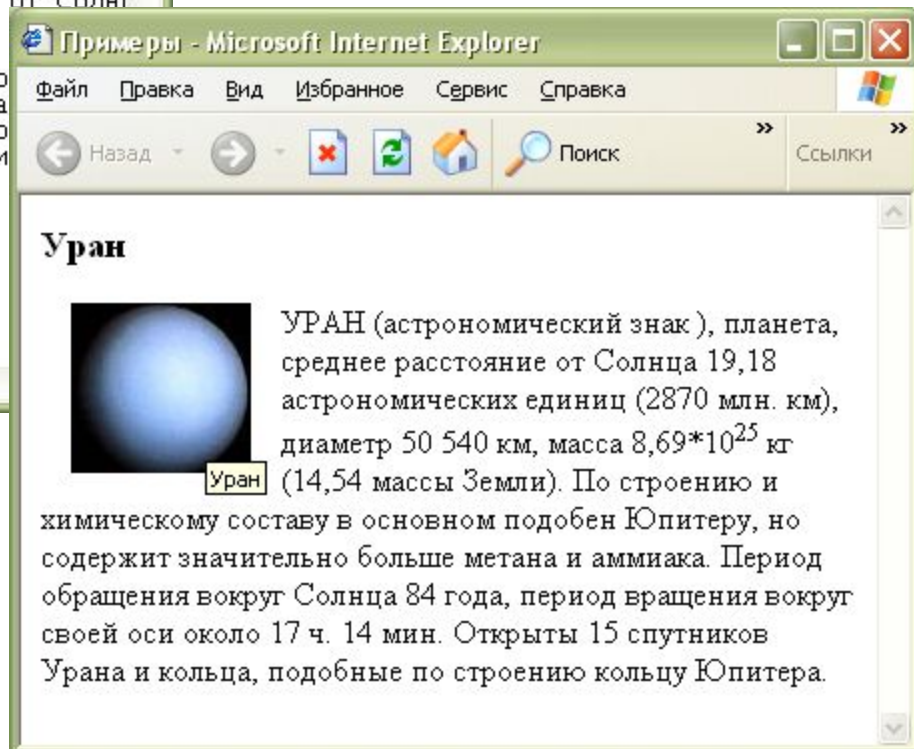 Примеры - Microsoft Internet Explorer
Файл Правка Вид Избранное Сервис Справка
Назад Поиск » Ссылки »
Уран
УРАН (астрономический знак ), планета,
среднее расстояние от Солнца 19,18
астрономических единиц (2870 млн. км),
диаметр 50 540 км, масса 8,69*10²⁵ кг
Уран
(14,54 массы Земли). По строению и
химическому составу в основном подобен Юпитеру, но
содержит значительно больше метана и аммиака. Период
обращения вокруг Солнца 84 года, период вращения вокруг
своей оси около 17 ч. 14 мин. Открыты 15 спутников
Урана и кольца, подобные по строению кольцу Юпитера.